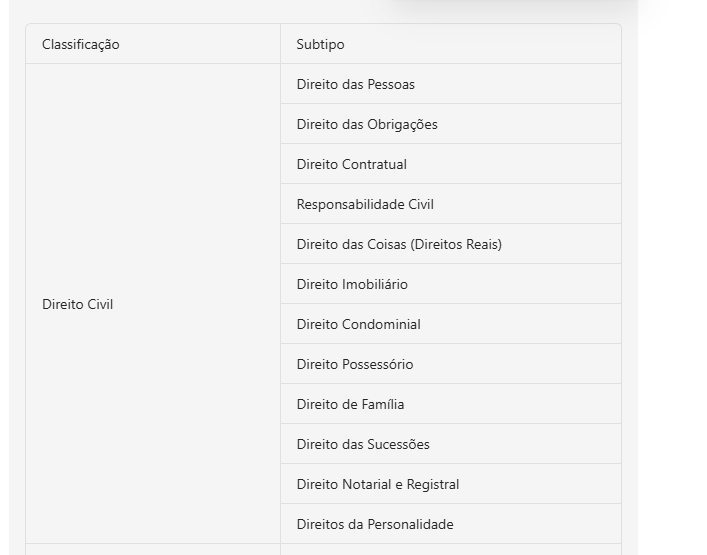 Classificação
Subtipo
Direito Civil
Direito das Pessoas
Direito das Obrigações
Direito Contratual
Responsabilidade Civil
Direito das Coisas (Direitos Reais)
Direito Imobiliário
Direito Condominial
Direito Possessório
Direito de Família
Direito das Sucessões
Direito Notarial e Registral
Direitos da Personalidade